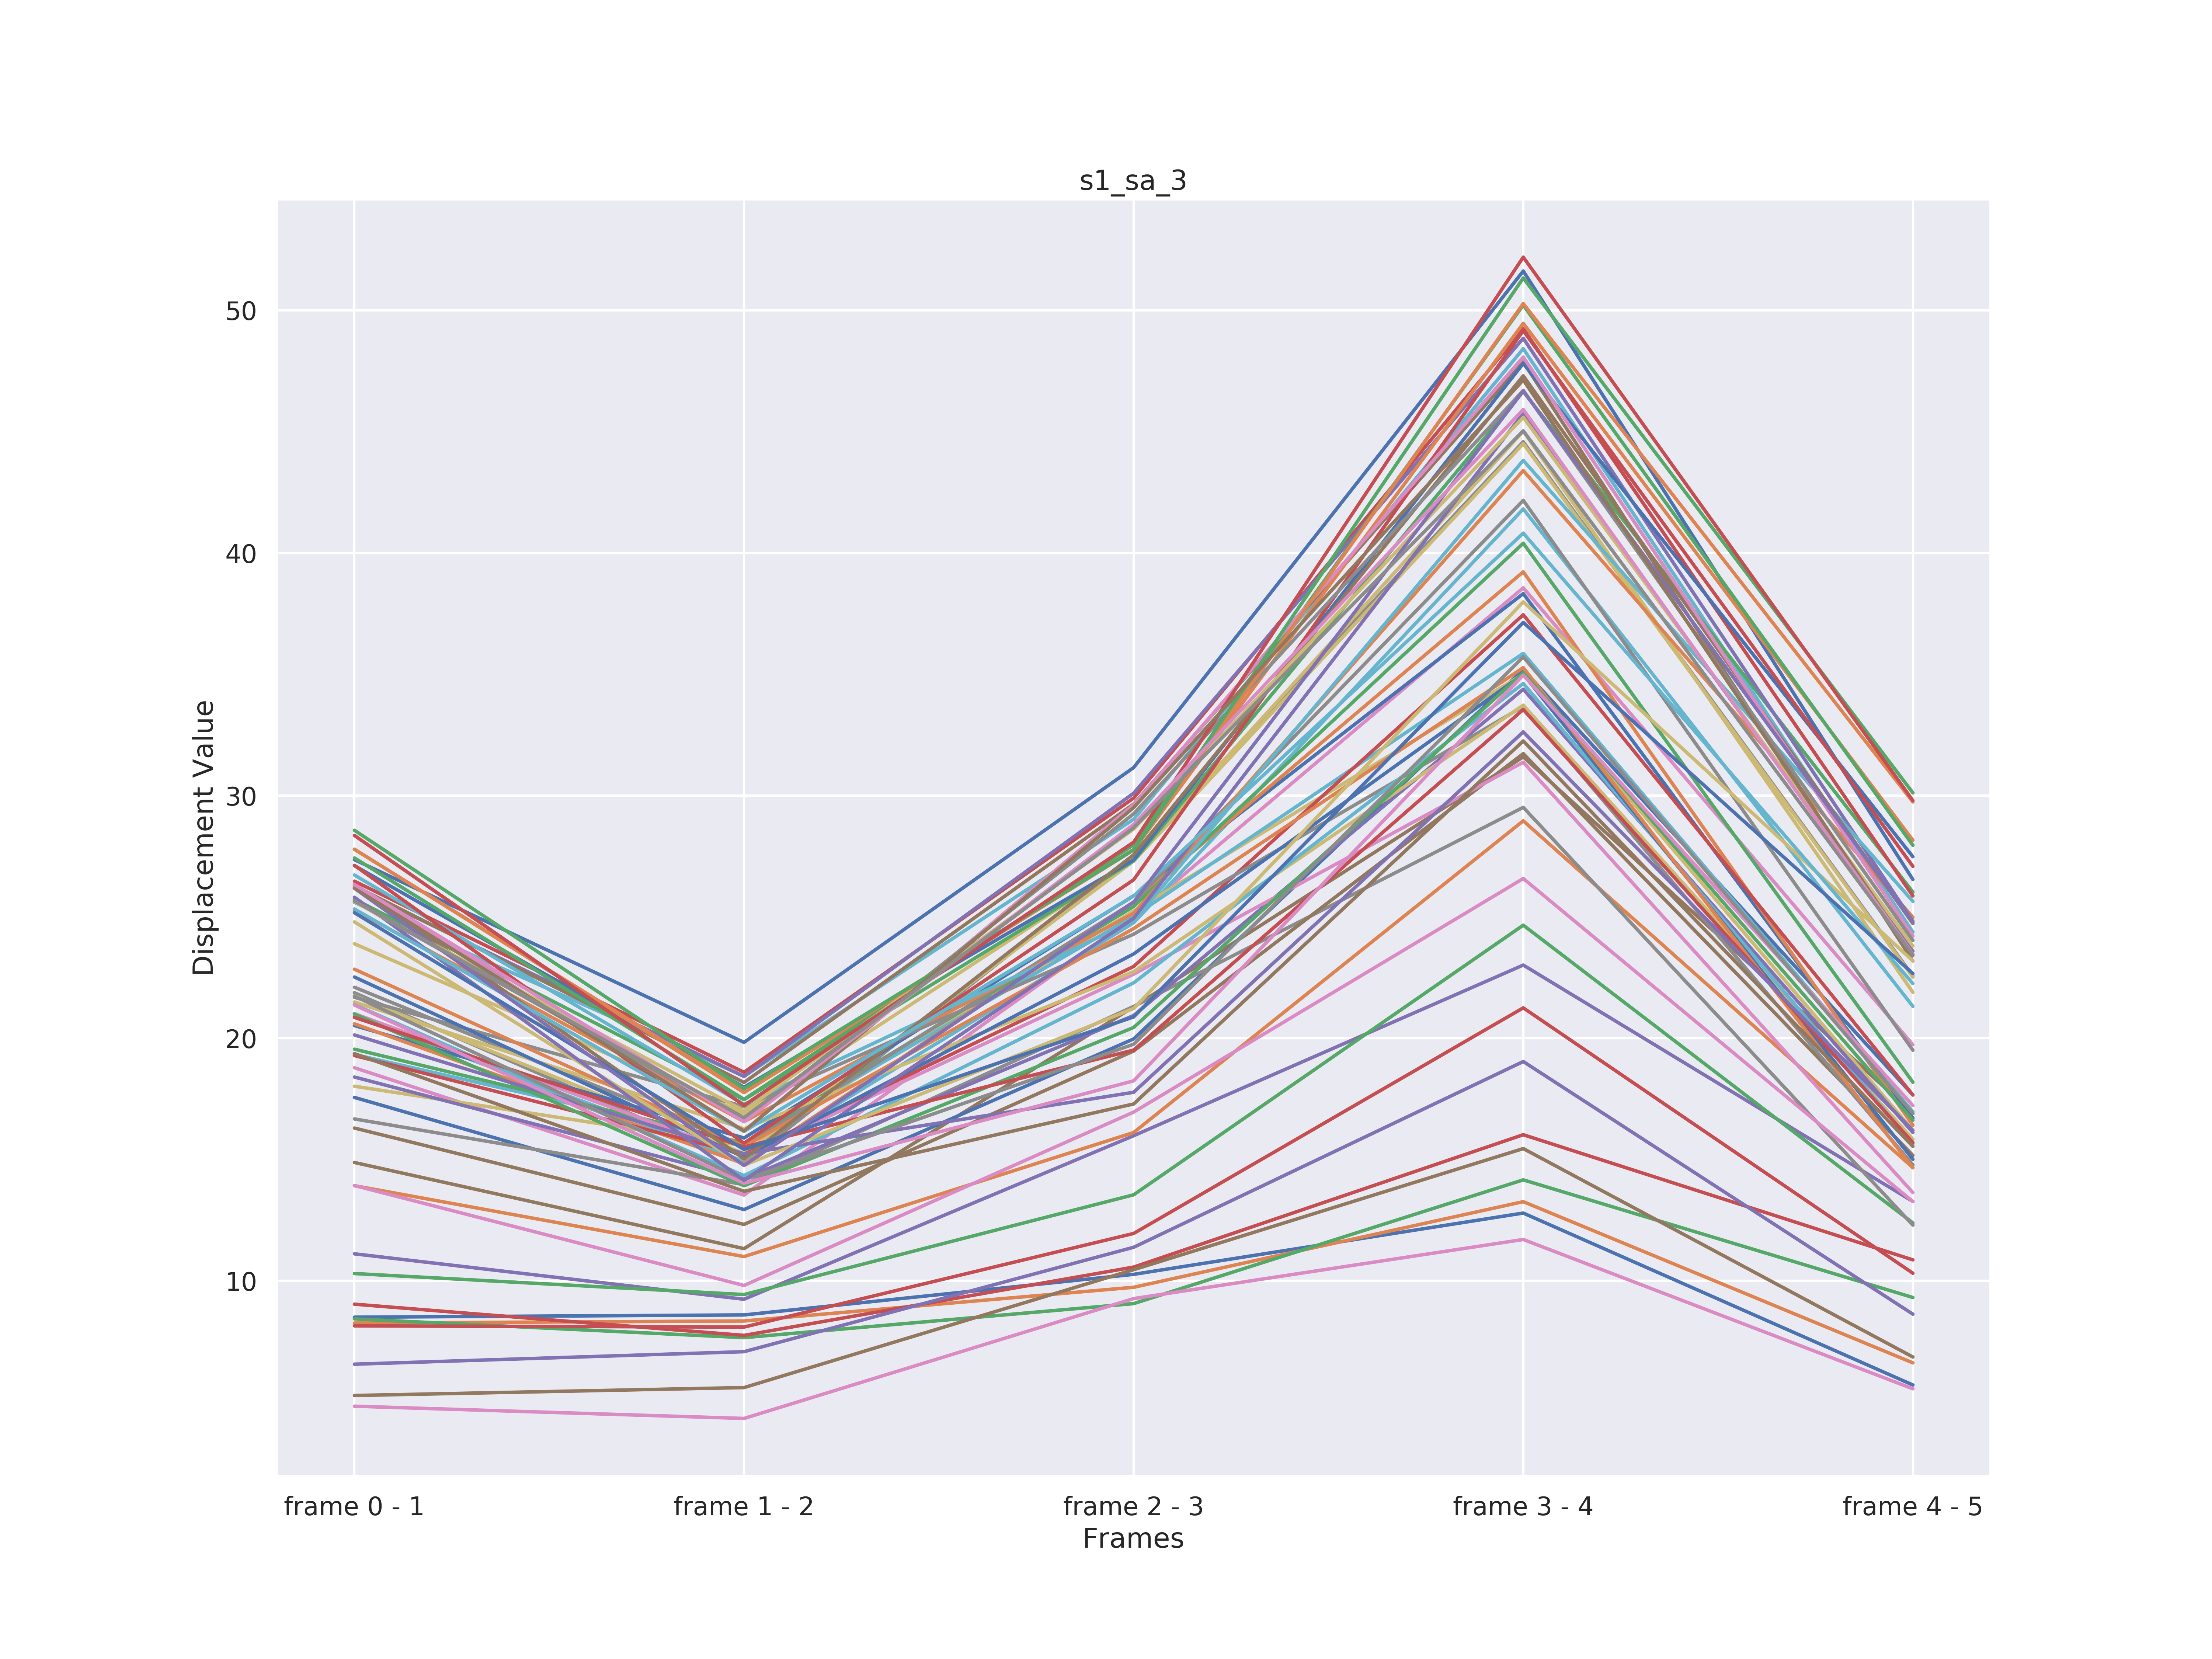 s1_sa_3
50
40
30
20
10
Displacement Value
frame 0 - 1
frame 1 - 2
frame 2 - 3
frame 3 - 4
frame 4 - 5
Frames